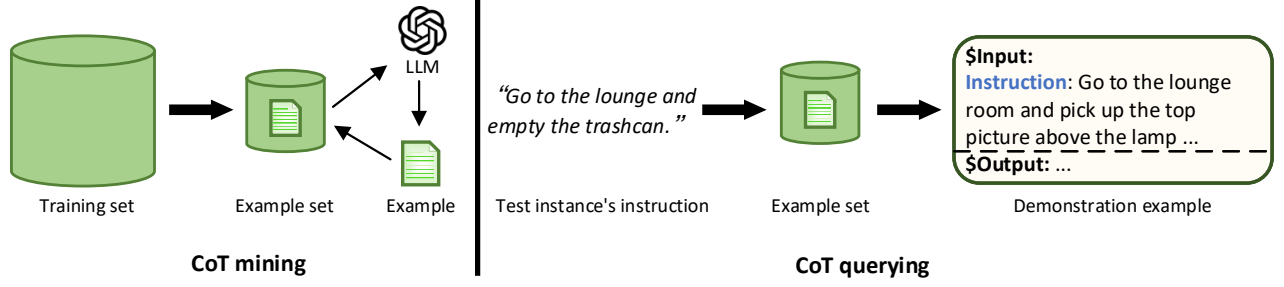 LLM
Training set
Example set
Example
CoT mining
“Go to the lounge and
empty the trashcan.”
Test instance's instruction
Example set
$Input:
Instruction: Go to the lounge
room and pick up the top
picture above the lamp ...
$Output: ...
Demonstration example
CoT querying